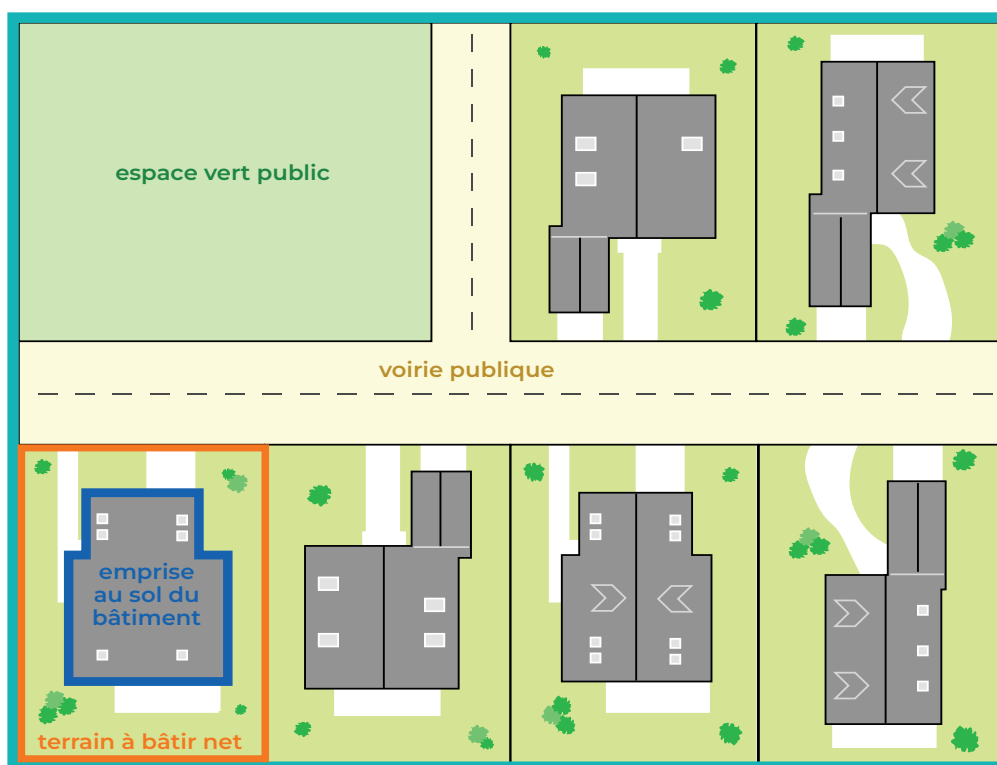 espace vert public
voirie publique
emprise
au sol du
bâtiment
terrain à bâtir net